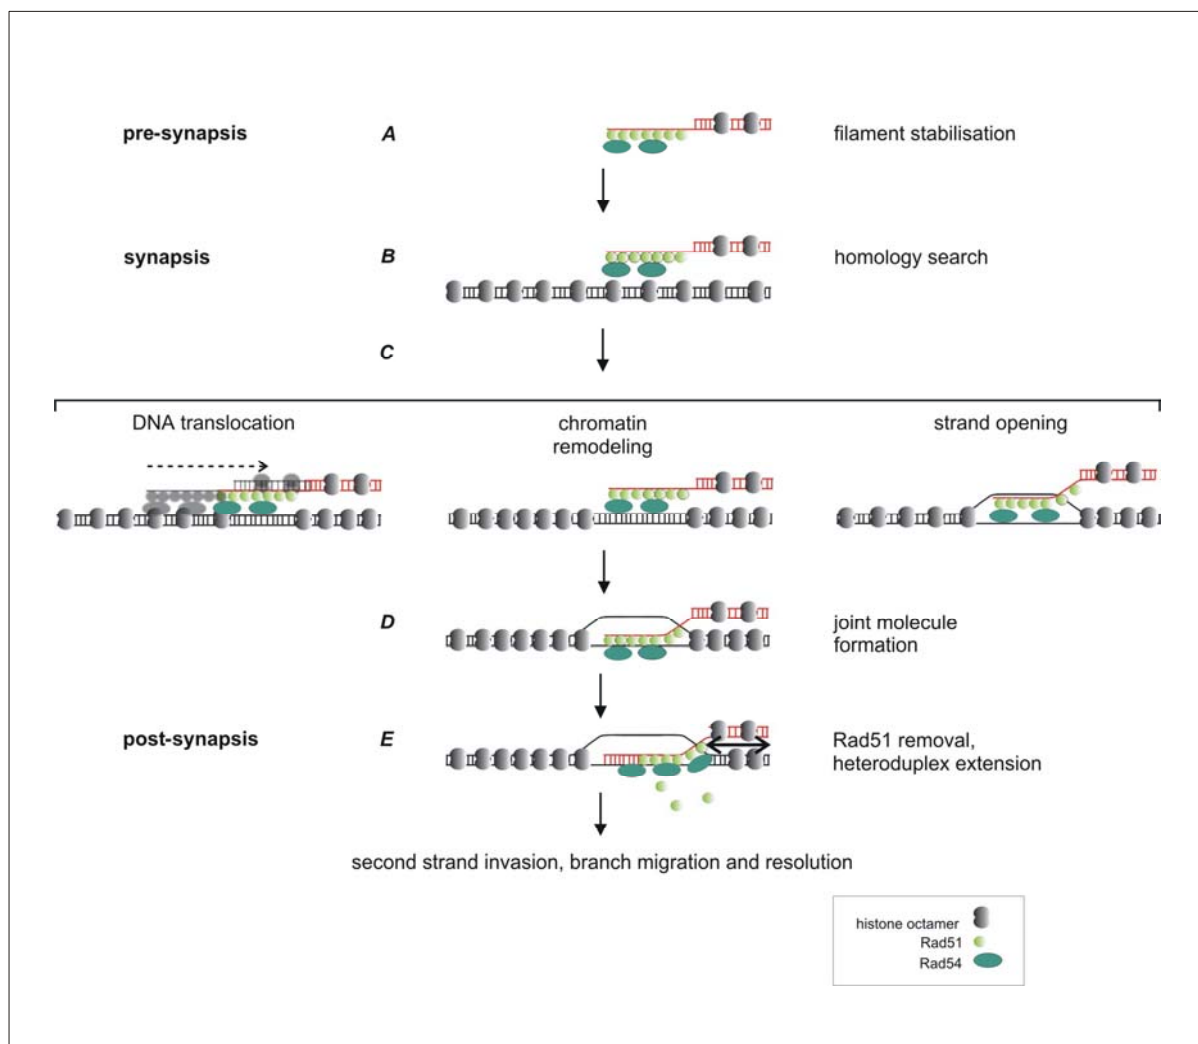 pre-synapsis
A
filament stabilisation
synapsis
B
homology search
C
DNA translocation
chromatin
remodeling
strand opening
D
joint molecule
formation
post-synapsis
E
Rad51 removal,
heteroduplex extension
second strand invasion, branch migration and resolution
histone octamer
Rad51
Rad54